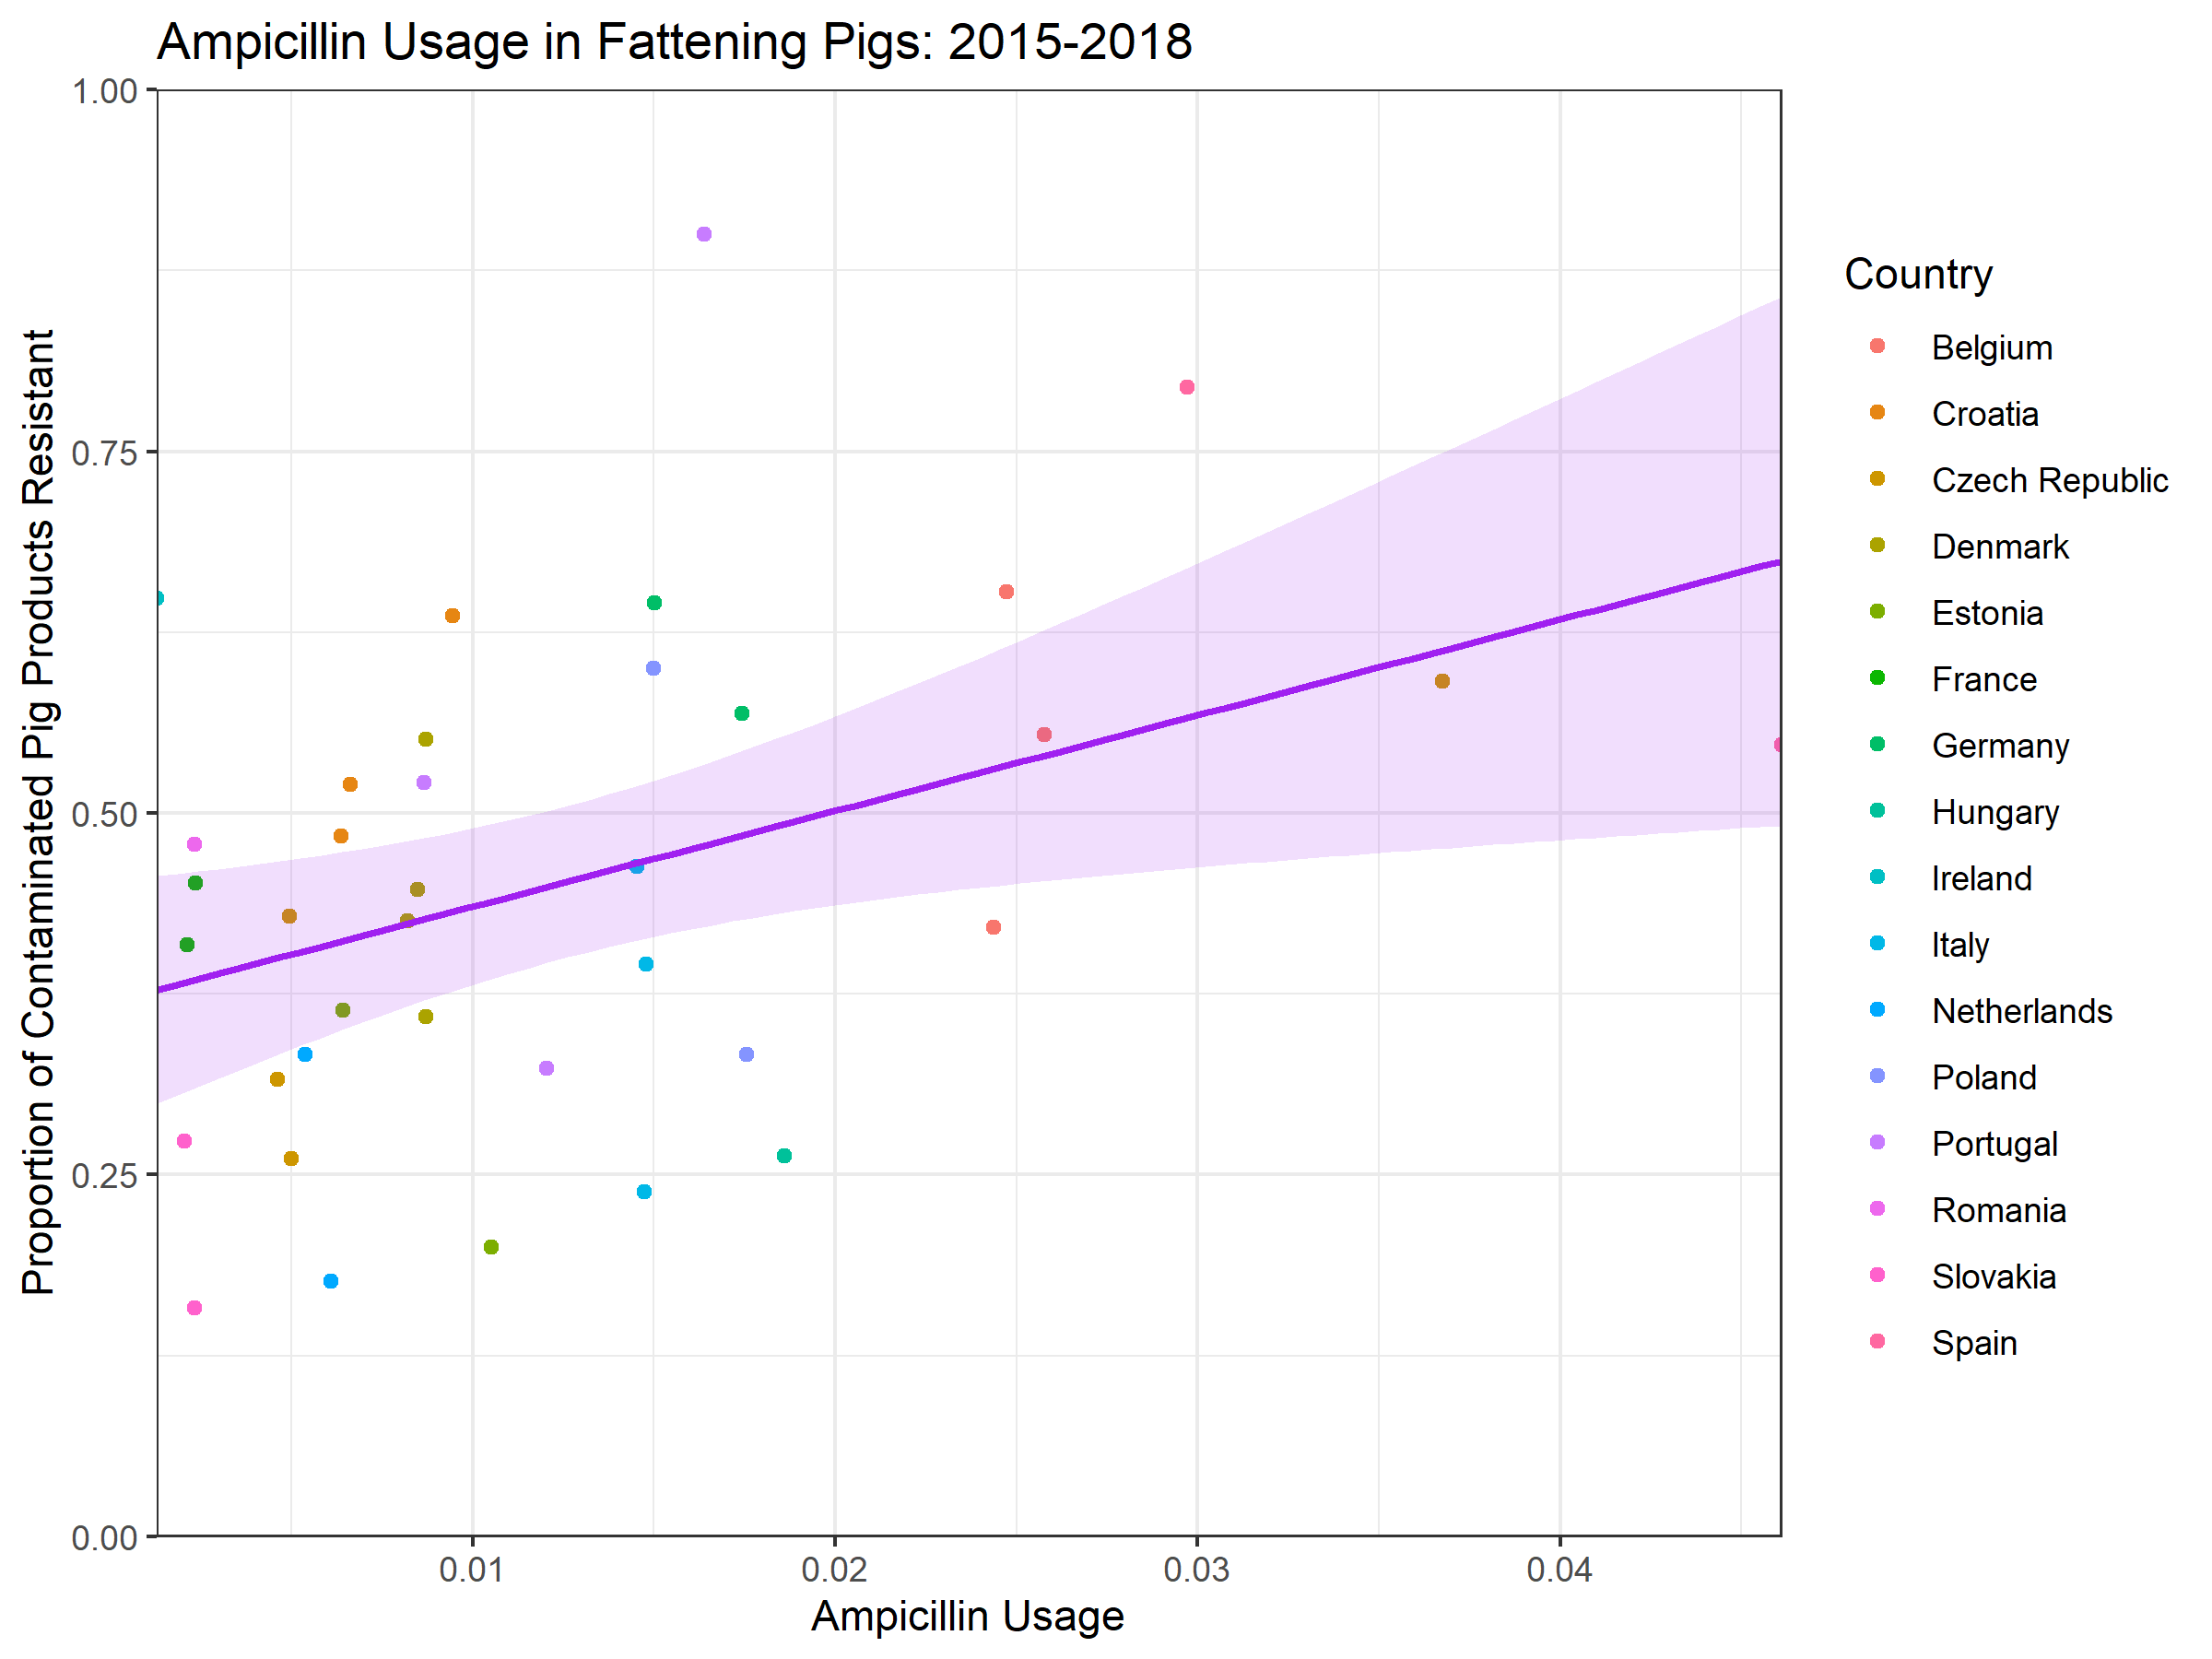 Ampicillin Usage in Fattening Pigs: 2015-2018
Proportion of Contaminated Pig Products Resistant
1.00
0.75
0.50
0.25
0.00
0.01
0.02
0.03
0.04
Ampicillin Usage
Country
Belgium
Croatia
Czech Republic
Denmark
Estonia
France
Germany
Hungary
Ireland
Italy
Netherlands
Poland
Portugal
Romania
Slovakia
Spain